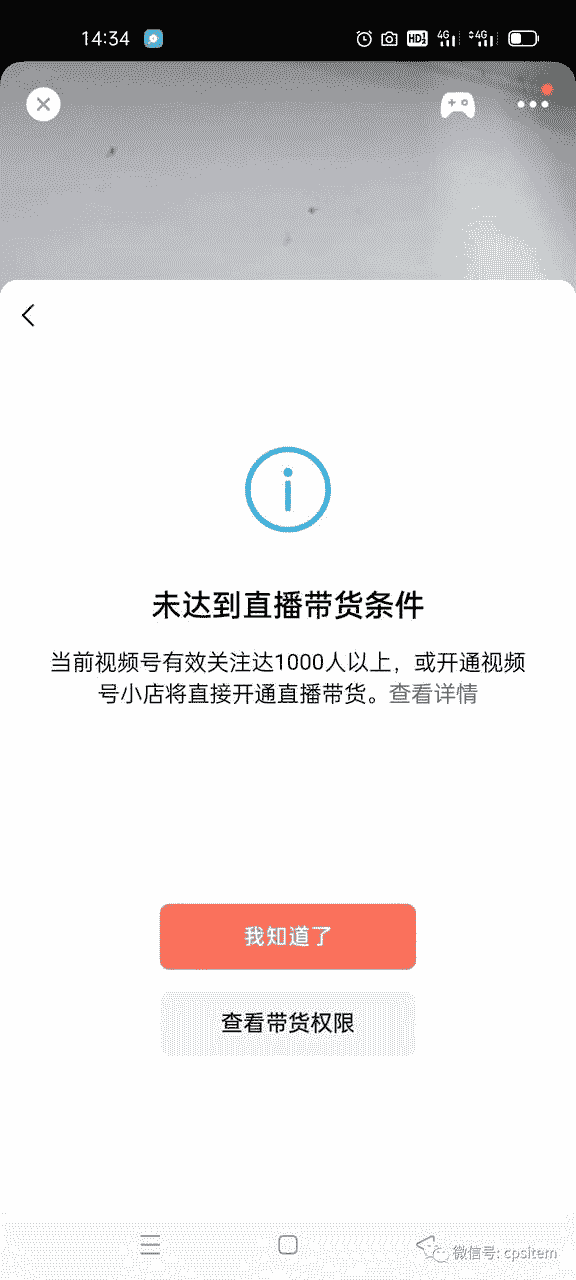 14:34
HD1 4G 4G
未达到直播带货条件
当前视频号有效关注达1000人以上，或开通视频
号小店将直接开通直播带货。查看详情
我知道了
查看带货权限
微信号: cpsitem